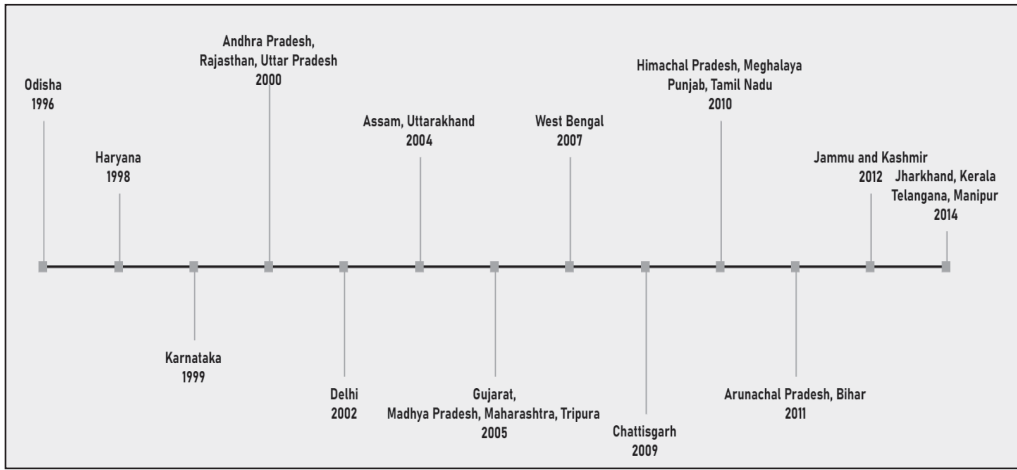 Odisha
1996
Haryana
1998
Karnataka
1999
Andhra Pradesh,
Rajasthan, Uttar Pradesh
2000
Delhi
2002
Assam, Uttarakhand
2004
Gujarat,
Madhya Pradesh, Maharashtra, Tripura
2005
West Bengal
2007
Chattisgarh
2009
Himachal Pradesh, Meghalaya
Punjab, Tamil Nadu
2010
Arunachal Pradesh, Bihar
2011
Jammu and Kashmir
2012
Jharkhand, Kerala
Telangana, Manipur
2014